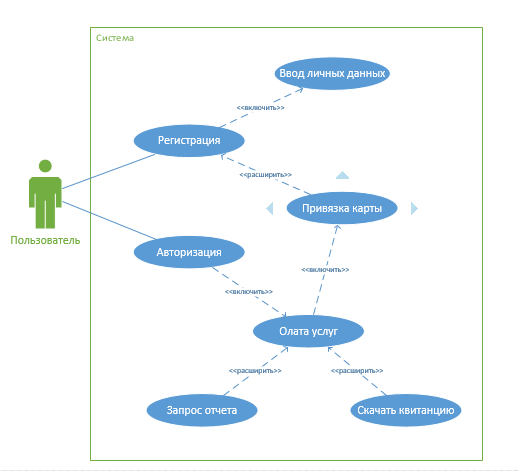 Система
Ввод личных данных
<<включить>>
Регистрация
<<расширить>>
Привязка карты
Пользователь
Авторизация
<<включить>>
<<включить>>
Олата услуг
<<расширить>>
<<расширить>>
Запрос отчета
Скачать квитанцию